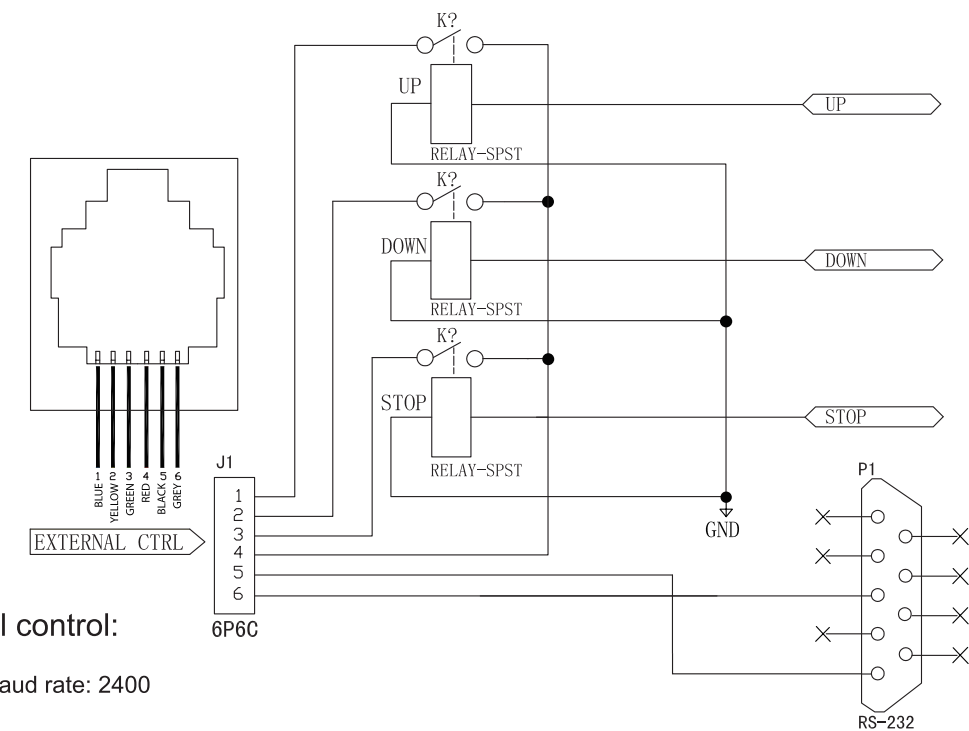 K?
UP
UP
RELAY-SPST
K?
DOWN
DOWN
RELAY-SPST
K?
STOP
STOP
RELAY-SPST
GND
1 2 3 4 5 6
BLUE
YELLOW
GREEN
RED
BLACK
GREY
EXTERNAL CTRL
J1
1
2
3
4
5
6
6P6C
P1
RS-232
l control:
aud rate: 2400